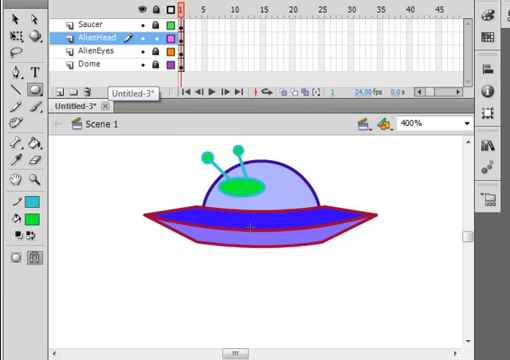 1 5 10 15 20 25 30 35 40 45
Saucer
AlienHead
AlienEyes
Dome
Untitled-3*
1 24.00 fps 0.0 s
Untitled-3*
Scene 1
400%